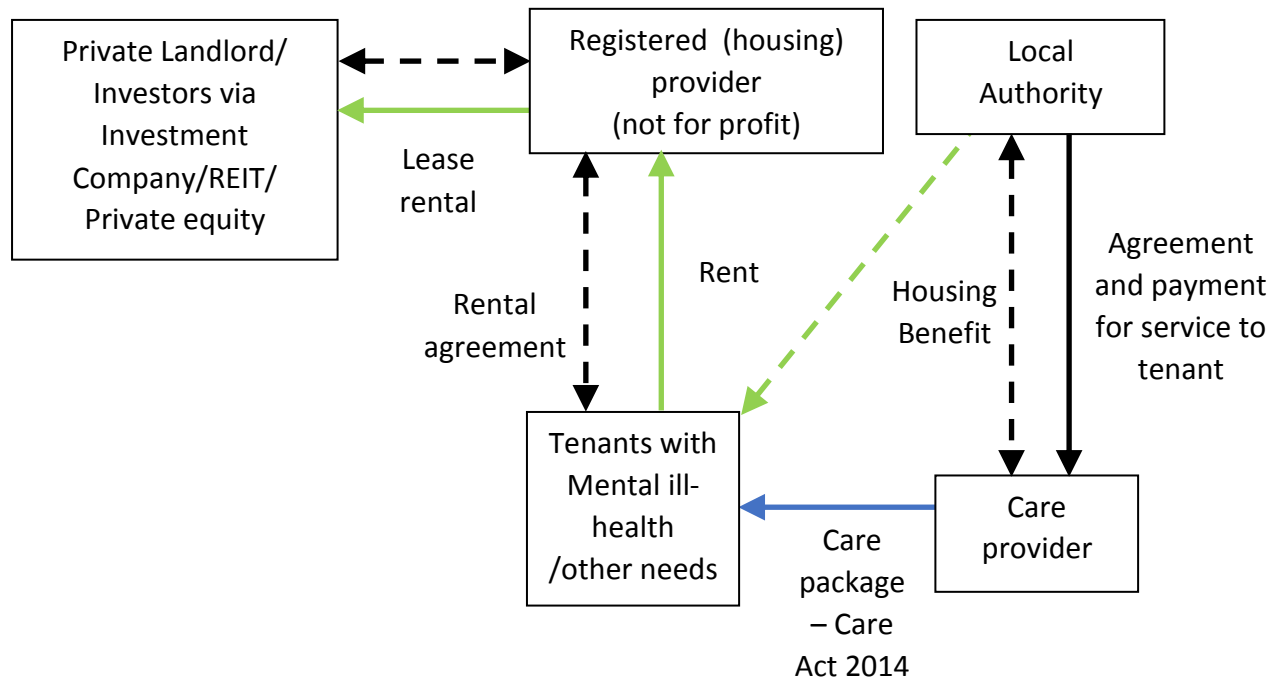 Private Landlord/
Investors via
Investment
Company/REIT/
Private equity
Registered (housing)
provider
(not for profit)
Local
Authority
Lease
rental
Rental
agreement
Rent
Housing
Benefit
Agreement
and payment
for service to
tenant
Tenants with
Mental ill-
health
/other needs
Care
package
– Care
Act 2014
Care
provider